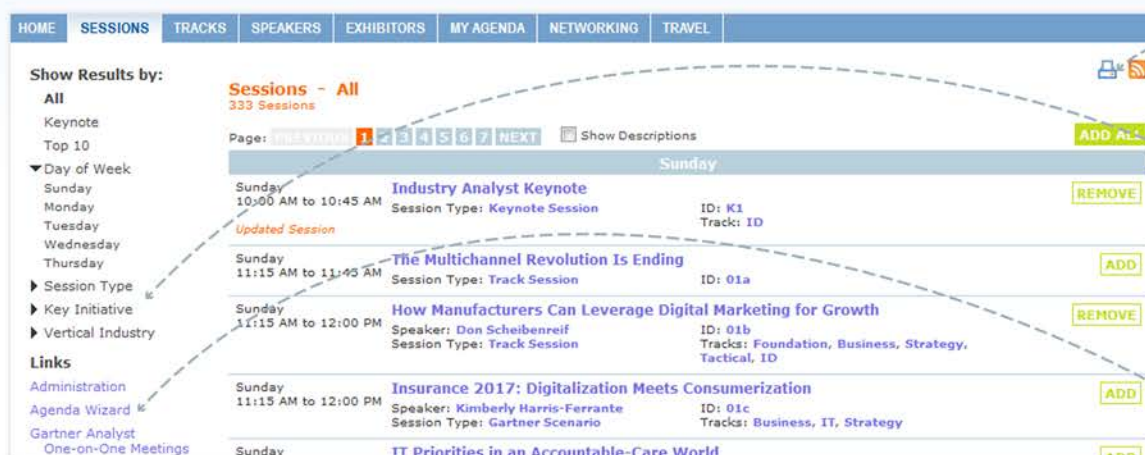 HOME SESSIONS TRACKS SPEAKERS EXHIBITORS MY AGENDA NETWORKING TRAVEL
Show Results by:
All
Keynote
Top 10
Day of Week
Sunday
Monday
Tuesday
Wednesday
Thursday
Session Type
Key Initiative
Vertical Industry
Links
Administration
Agenda Wizard
Gartner Analyst
One-on-One Meetings
Sessions - All
333 Sessions
Page: PREVIOUS 1 2 3 4 5 6 7 NEXT Show Descriptions ADD ALL
Sunday
Sunday
10:00 AM to 10:45 AM
Updated Session
Industry Analyst Keynote
Session Type: Keynote Session ID: K1
Track: ID
REMOVE
Sunday
11:15 AM to 11:45 AM
The Multichannel Revolution Is Ending
Session Type: Track Session ID: 01a
ADD
Sunday
11:15 AM to 12:00 PM
How Manufacturers Can Leverage Digital Marketing for Growth
Speaker: Don Scheibenreif ID: 01b
Session Type: Track Session Tracks: Foundation, Business, Strategy,
Tactical, ID
REMOVE
Sunday
11:15 AM to 12:00 PM
Insurance 2017: Digitalization Meets Consumerization
Speaker: Kimberly Harris-Ferrante ID: 01c
Session Type: Gartner Scenario Tracks: Business, IT, Strategy
ADD
Sunday
IT Priorities in an Accountable-Care World
ADD